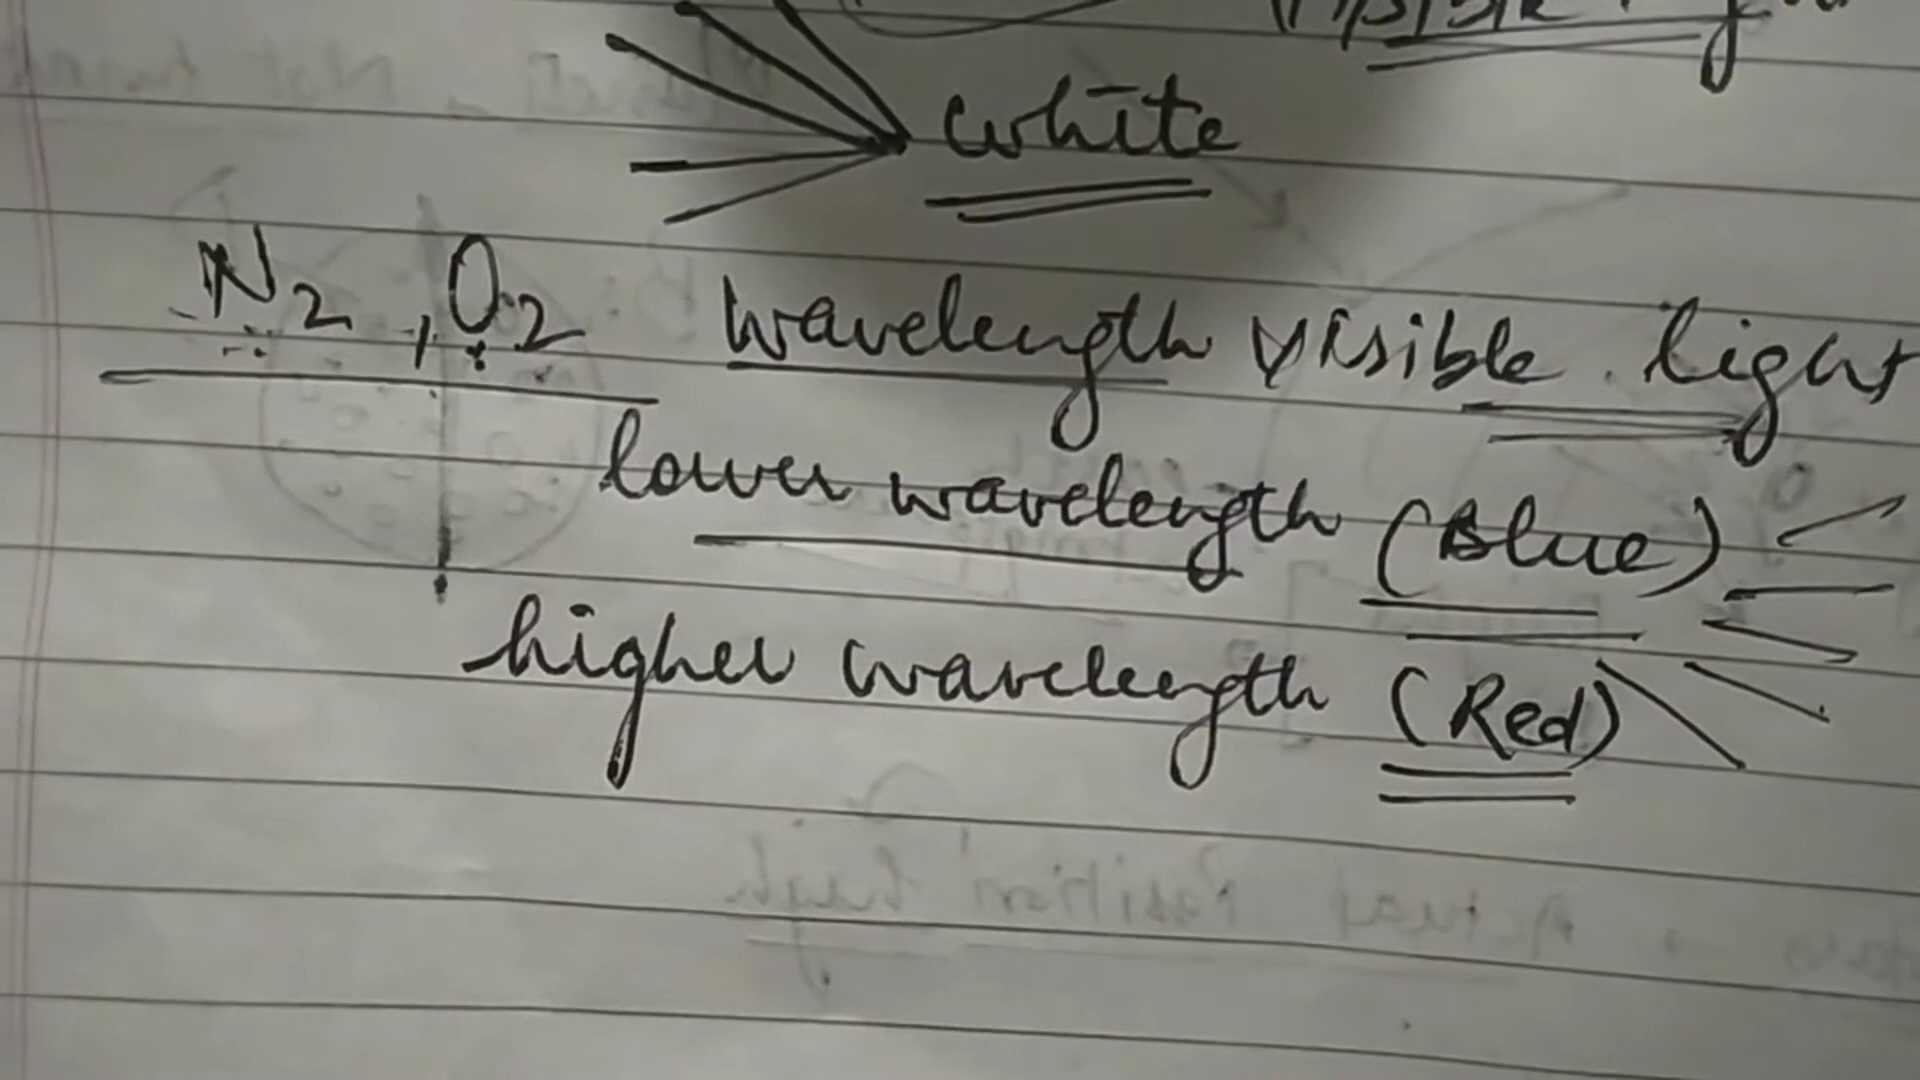 white
N2, O2 wavelength visible light
lower wavelength (Blue)
higher wavelength (Red)